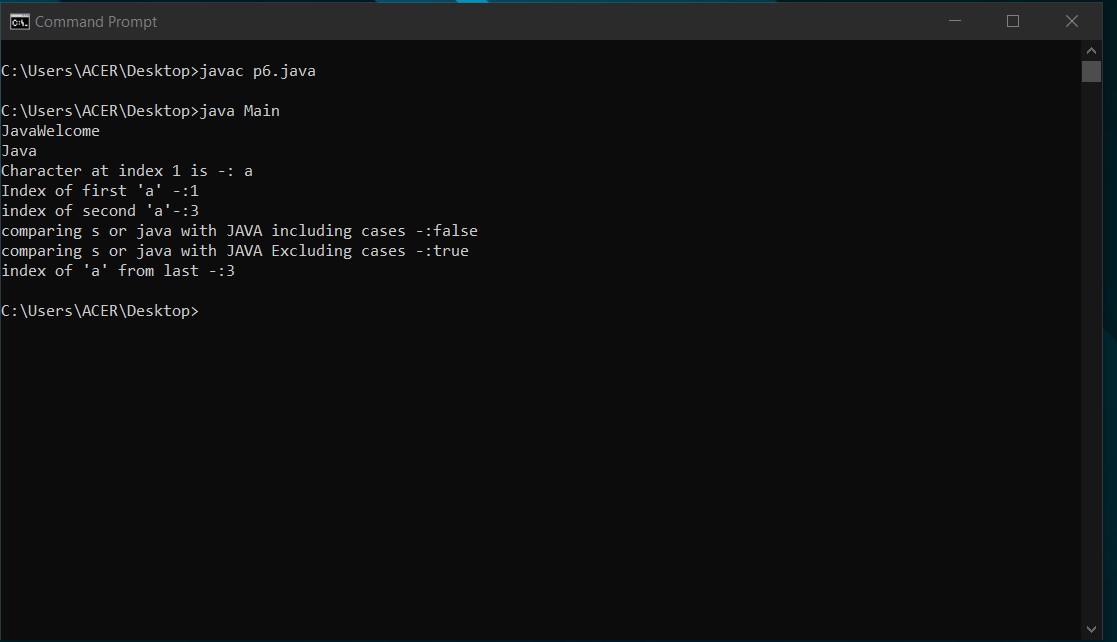 Command Prompt
C:\Users\ACER\Desktop>javac p6.java
C:\Users\ACER\Desktop>java Main
JavaWelcome
Java
Character at index 1 is -: a
Index of first 'a' -:1
index of second 'a'-:3
comparing s or java with JAVA including cases -:false
comparing s or java with JAVA Excluding cases -:true
index of 'a' from last -:3
C:\Users\ACER\Desktop>